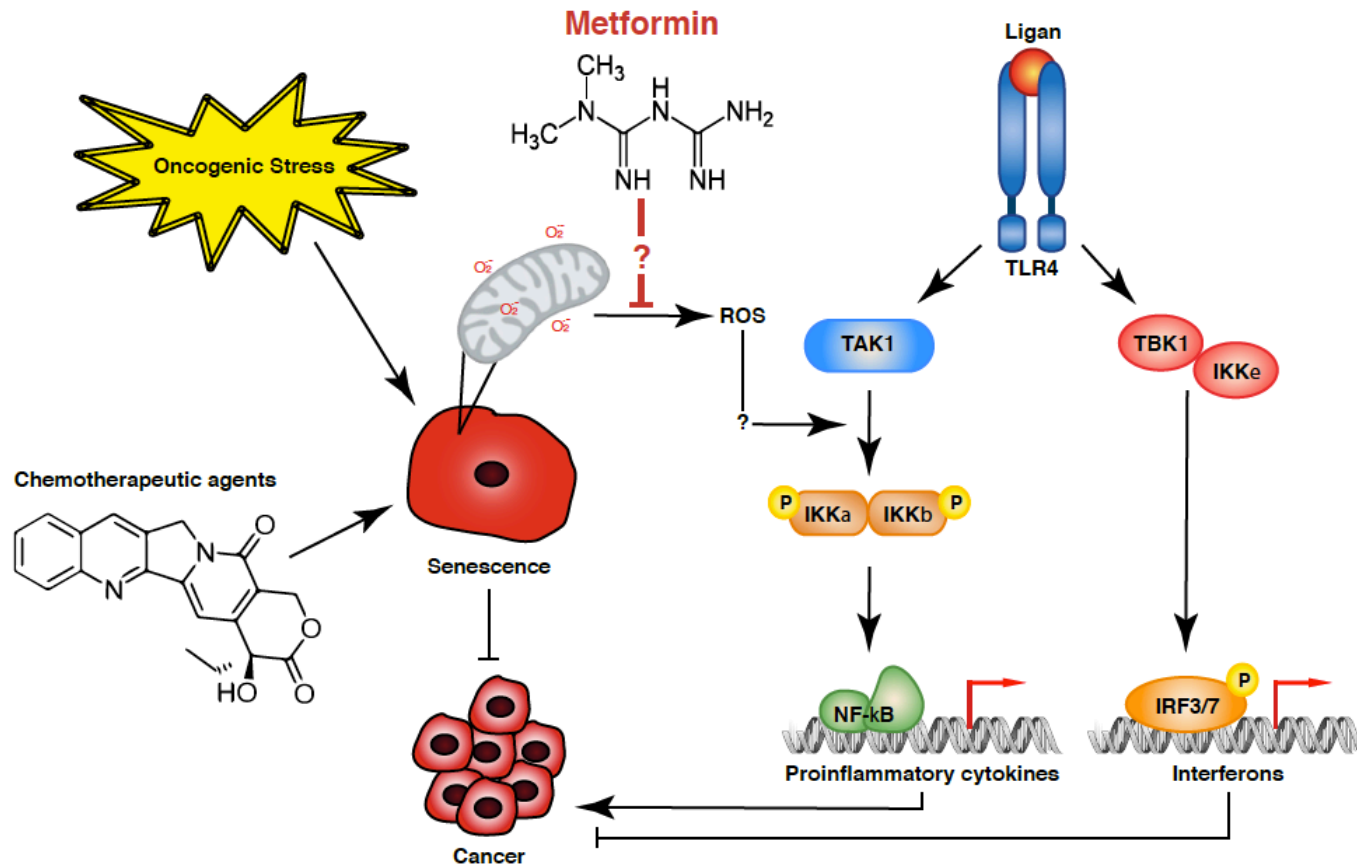 Metformin
CH3
H
N
N
NH2
H3C
NH
NH
?
Ligan
TLR4
Oncogenic Stress
O2·-
O2·-
O2·-
O2·-
ROS
?
TAK1
TBK1
IKKe
Chemotherapeutic agents
O
N
N
O
O
HO
Senescence
P
IKKa
IKKb
P
NF-kB
P
IRF3/7
Proinflammatory cytokines
Interferons
Cancer